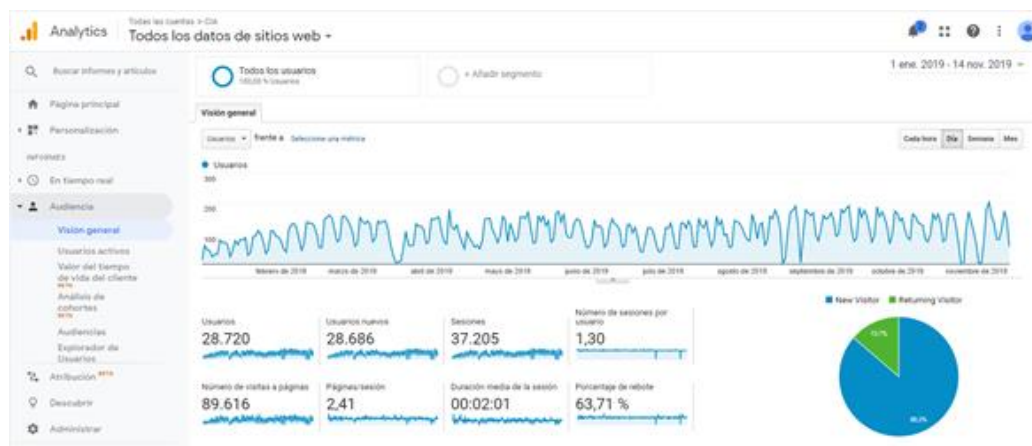 Todas las cuentas > CIA
Analytics
Todos los datos de sitios web
Buscar informes y artículos
Todos los usuarios
100,00 % Usuarios
+ Añadir segmento
1 ene. 2019 - 14 nov. 2019
Página principal
Personalización
INFORMES
En tiempo real
Audiencia
Visión general
Usuarios activos
Valor del tiempo
de vida del cliente
BETA
Análisis de
cohortes
BETA
Audiencias
Explorador de
Usuarios
Atribución BETA
Descubrir
Administrar
Visión general
Usuarios frente a Seleccione una métrica
Cada hora Día Semana Mes
Usuarios
300
200
100
febrero de 2019 marzo de 2019 abril de 2019 mayo de 2019 junio de 2019 julio de 2019 agosto de 2019 septiembre de 2019 octubre de 2019 noviembre de 2019
Usuarios
28.720
Usuarios nuevos
28.686
Sesiones
37.205
Número de sesiones por
usuario
1,30
Número de visitas a páginas
89.616
Páginas/sesión
2,41
Duración media de la sesión
00:02:01
Porcentaje de rebote
63,71 %
New Visitor Returning Visitor